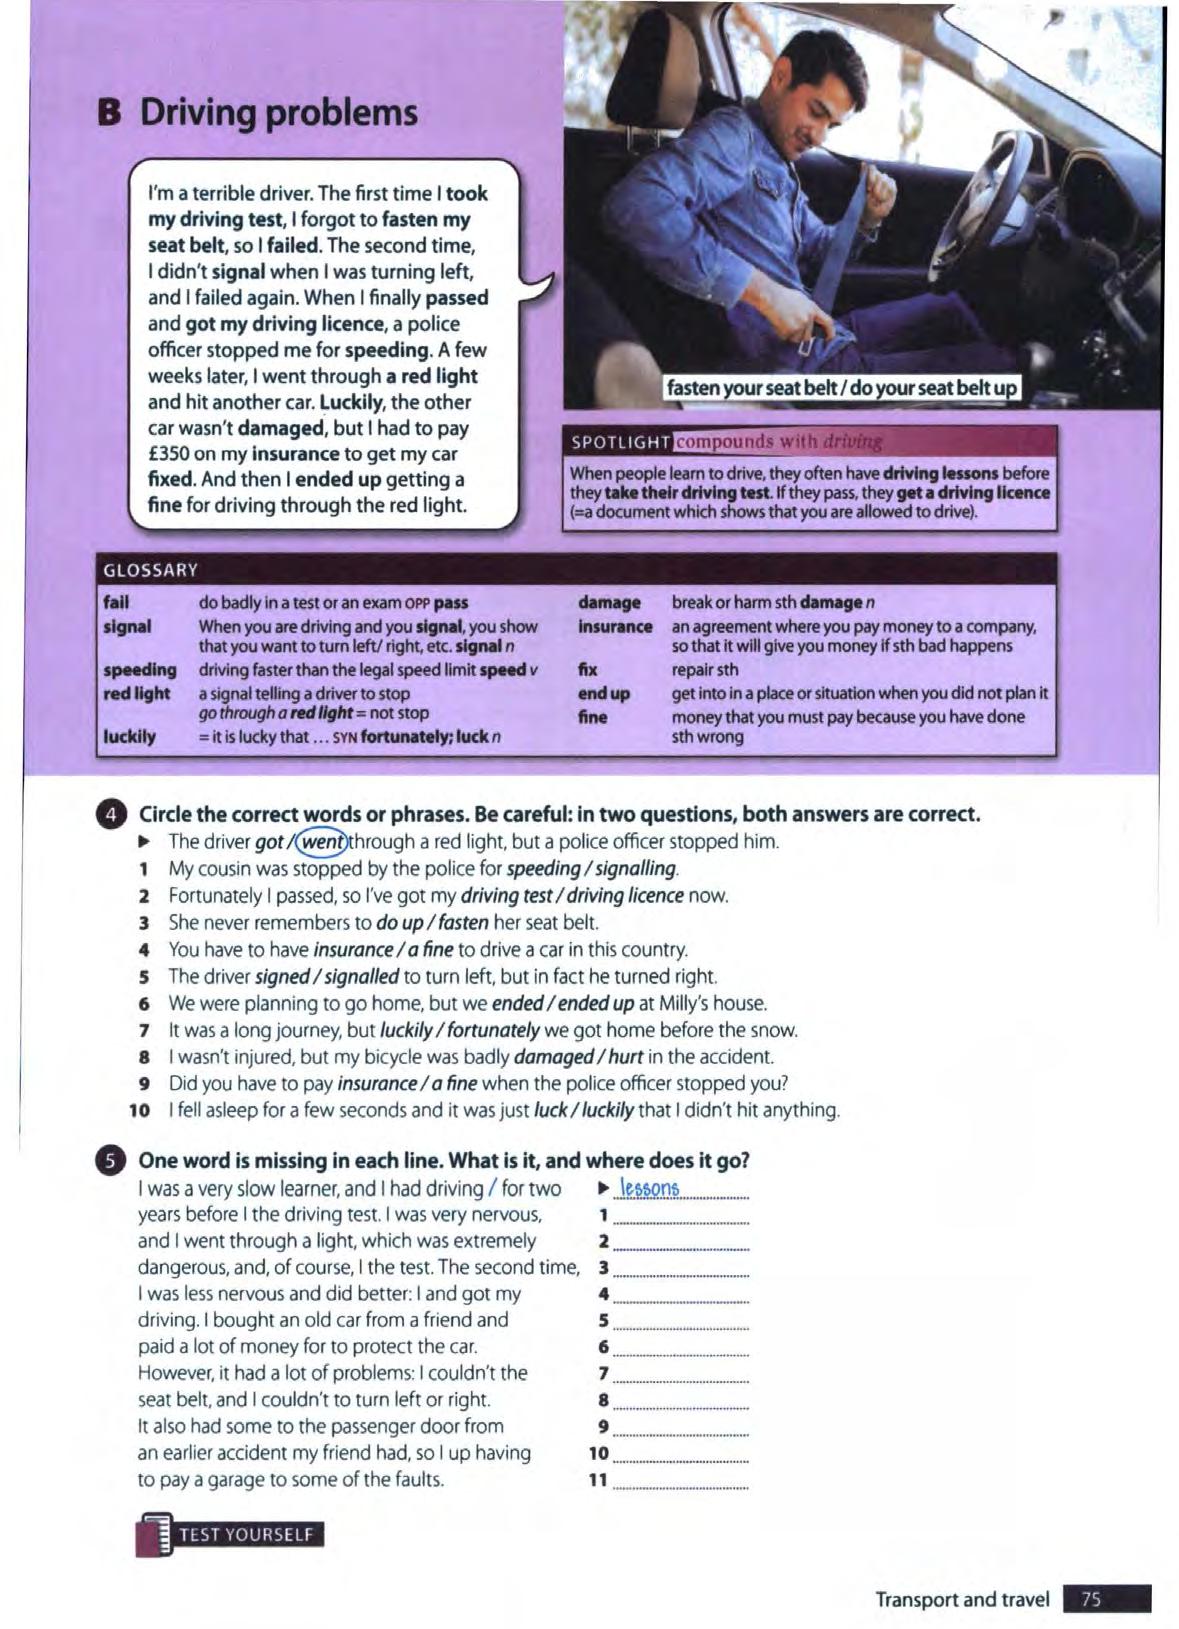 B Driving problems
I'm a terrible driver. The first time I took
my driving test, I forgot to fasten my
seat belt, so I failed. The second time,
I didn't signal when I was turning left,
and I failed again. When I finally passed
and got my driving licence, a police
officer stopped me for speeding. A few
weeks later, I went through a red light
and hit another car. Luckily, the other
car wasn't damaged, but I had to pay
£350 on my insurance to get my car
fixed. And then I ended up getting a
fine for driving through the red light.
fasten your seat belt / do your seat belt up
SPOTLIGHT compounds with driving
When people learn to drive, they often have driving lessons before
they take their driving test. If they pass, they get a driving licence
(=a document which shows that you are allowed to drive).
GLOSSARY
fail do badly in a test or an exam OPP pass
signal When you are driving and you signal, you show
that you want to turn left/ right, etc. signal n
speeding driving faster than the legal speed limit speed v
red light a signal telling a driver to stop
go through a red light = not stop
luckily = it is lucky that ... SYN fortunately; luck n
damage break or harm sth damage n
insurance an agreement where you pay money to a company,
so that it will give you money if sth bad happens
fix repair sth
end up get into in a place or situation when you did not plan it
fine money that you must pay because you have done
sth wrong
4 Circle the correct words or phrases. Be careful: in two questions, both answers are correct.
► The driver got / went through a red light, but a police officer stopped him.
1 My cousin was stopped by the police for speeding / signalling.
2 Fortunately I passed, so I've got my driving test / driving licence now.
3 She never remembers to do up / fasten her seat belt.
4 You have to have insurance / a fine to drive a car in this country.
5 The driver signed / signalled to turn left, but in fact he turned right.
6 We were planning to go home, but we ended / ended up at Milly's house.
7 It was a long journey, but luckily / fortunately we got home before the snow.
8 I wasn't injured, but my bicycle was badly damaged / hurt in the accident.
9 Did you have to pay insurance / a fine when the police officer stopped you?
10 I fell asleep for a few seconds and it was just luck / luckily that I didn't hit anything.
5 One word is missing in each line. What is it, and where does it go?
I was a very slow learner, and I had driving / for two ► lessons
years before I the driving test. I was very nervous, 1
and I went through a light, which was extremely 2
dangerous, and, of course, I the test. The second time, 3
I was less nervous and did better: I and got my 4
driving. I bought an old car from a friend and 5
paid a lot of money for to protect the car. 6
However, it had a lot of problems: I couldn't the 7
seat belt, and I couldn't to turn left or right. 8
It also had some to the passenger door from 9
an earlier accident my friend had, so I up having 10
to pay a garage to some of the faults. 11
TEST YOURSELF
Transport and travel 75